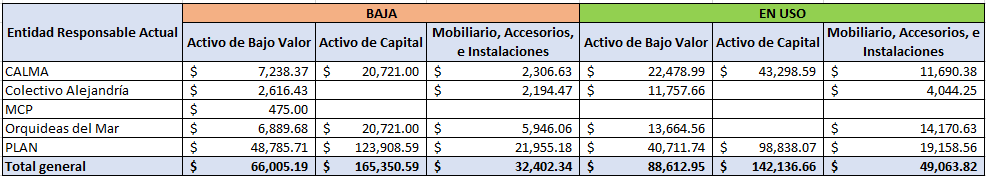 BAJA EN USO
Entidad Responsable Actual Activo de Bajo Valor Activo de Capital Mobiliario, Accesorios, e Instalaciones Activo de Bajo Valor Activo de Capital Mobiliario, Accesorios, e Instalaciones
CALMA $ 7,238.37 $ 20,721.00 $ 2,306.63 $ 22,478.99 $ 43,298.59 $ 11,690.38
Colectivo Alejandría $ 2,616.43 $ 2,194.47 $ 11,757.66 $ 4,044.25
MCP $ 475.00
Orquideas del Mar $ 6,889.68 $ 20,721.00 $ 5,946.06 $ 13,664.56 $ 14,170.63
PLAN $ 48,785.71 $ 123,908.59 $ 21,955.18 $ 40,711.74 $ 98,838.07 $ 19,158.56
Total general $ 66,005.19 $ 165,350.59 $ 32,402.34 $ 88,612.95 $ 142,136.66 $ 49,063.82